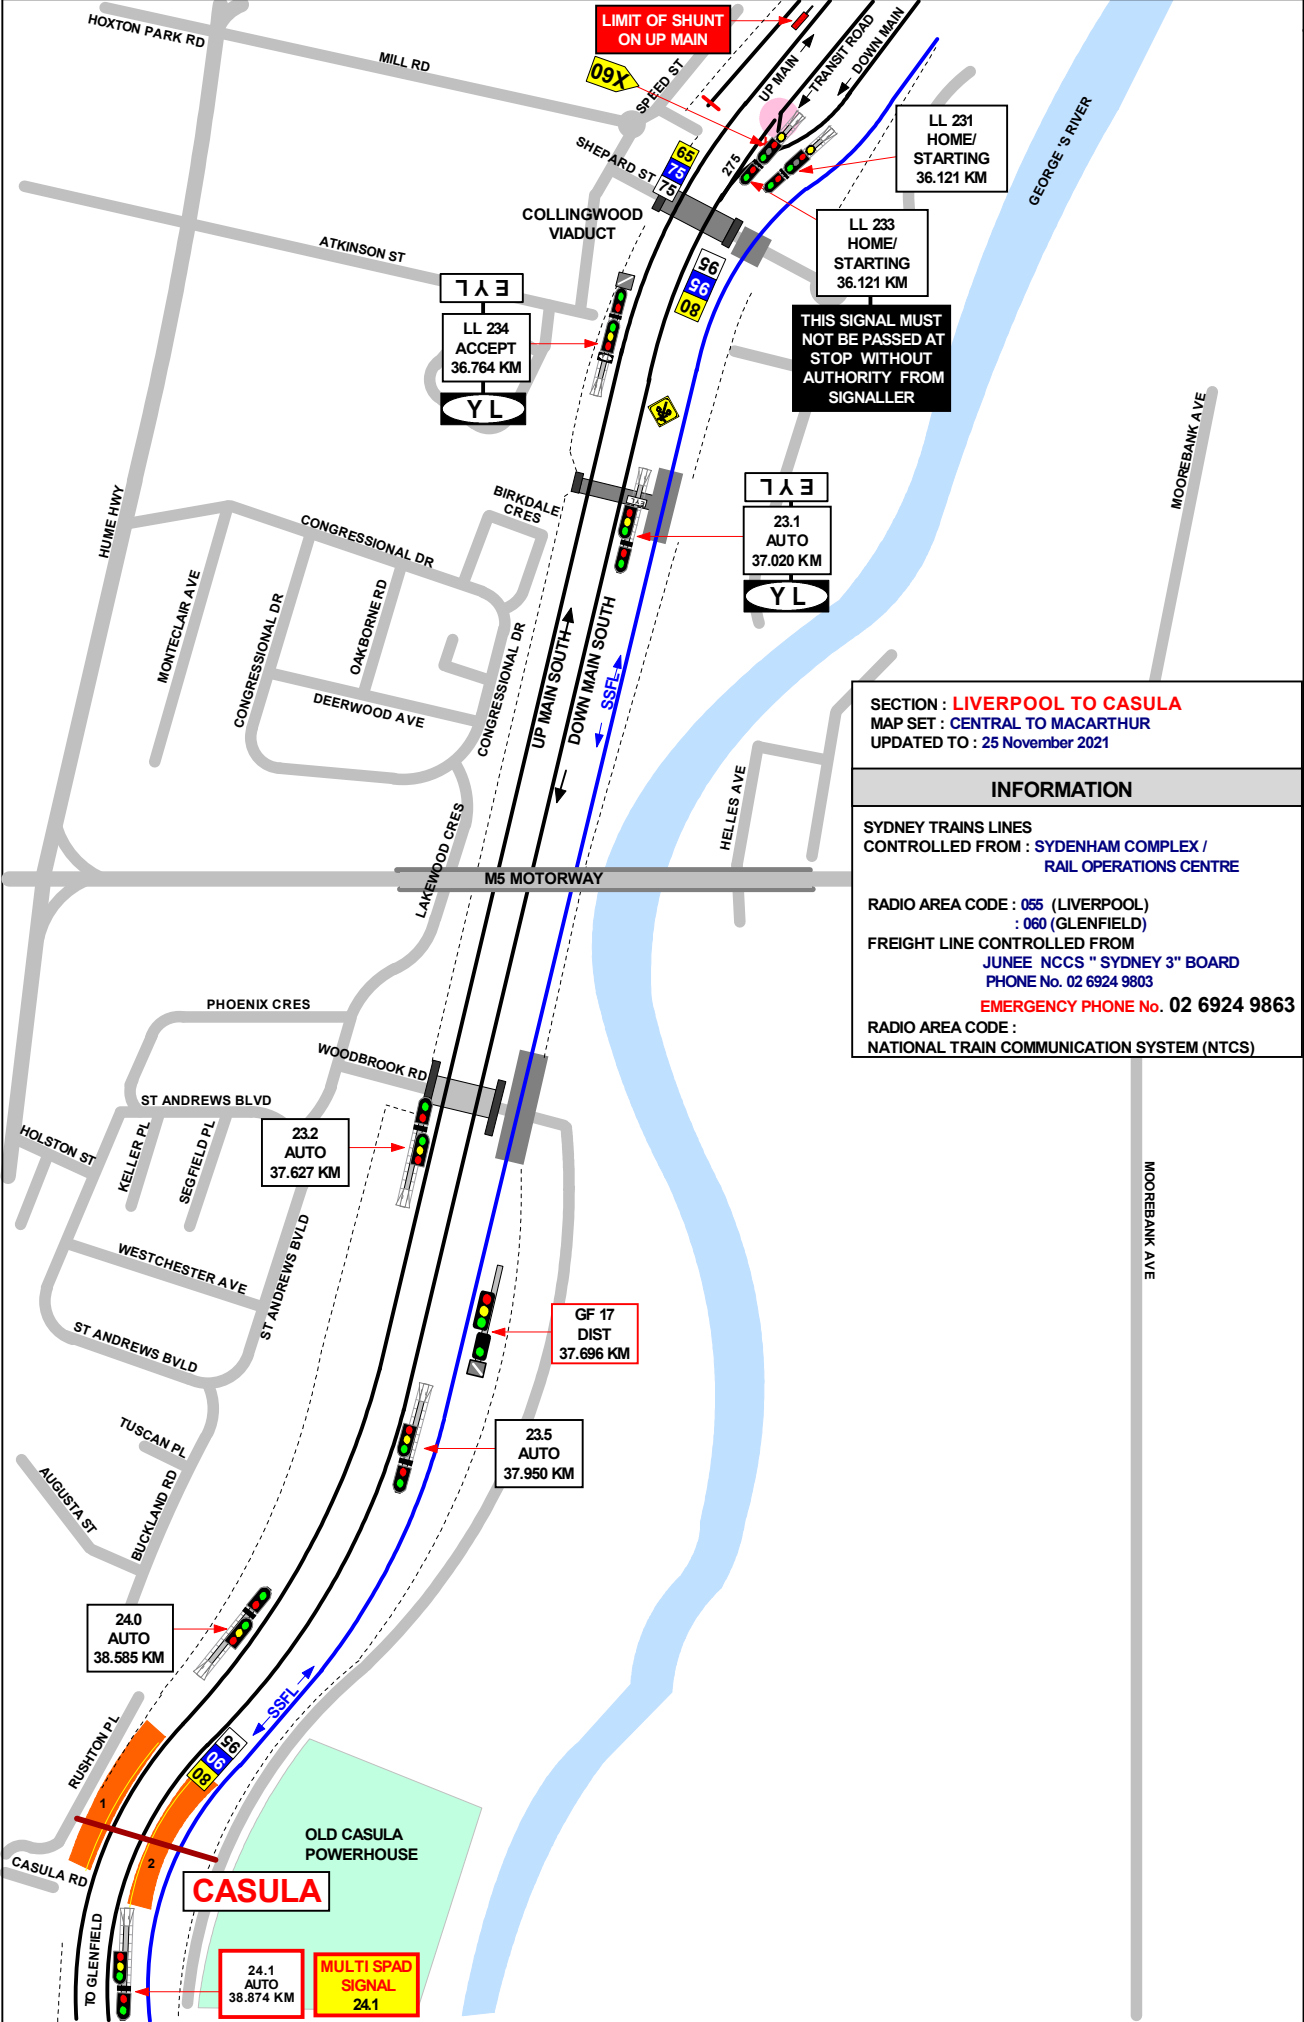 HOXTON PARK RD
MILL RD
SPEED ST
LIMIT OF SHUNT
ON UP MAIN
09X
UP MAIN
TRANSIT ROAD
DOWN MAIN
GEORGE 'S RIVER
LL 231
HOME/
STARTING
36.121 KM
SHEPARD ST
65
75
75
275
COLLINGWOOD
VIADUCT
LL 233
HOME/
STARTING
36.121 KM
THIS SIGNAL MUST
NOT BE PASSED AT
STOP WITHOUT
AUTHORITY FROM
SIGNALLER
ATKINSON ST
95
95
80
EYL
LL 234
ACCEPT
36.764 KM
YL
MOOREBANK AVE
HUME HWY
BIRKDALE
CRES
EYL
EYL
23.1
AUTO
37.020 KM
YL
CONGRESSIONAL DR
MONTECLAIR AVE
CONGRESSIONAL DR
OAKBORNE RD
DEERWOOD AVE
CONGRESSIONAL DR
UP MAIN SOUTH
DOWN MAIN SOUTH
SSFL
SECTION : LIVERPOOL TO CASULA
MAP SET : CENTRAL TO MACARTHUR
UPDATED TO : 25 November 2021
INFORMATION
SYDNEY TRAINS LINES
CONTROLLED FROM : SYDENHAM COMPLEX /
RAIL OPERATIONS CENTRE
RADIO AREA CODE : 055 (LIVERPOOL)
: 060 (GLENFIELD)
FREIGHT LINE CONTROLLED FROM
JUNEE NCCS " SYDNEY 3" BOARD
PHONE No. 02 6924 9803
EMERGENCY PHONE No. 02 6924 9863
RADIO AREA CODE :
NATIONAL TRAIN COMMUNICATION SYSTEM (NTCS)
HELLES AVE
LAKEWOOD CRES
M5 MOTORWAY
PHOENIX CRES
WOODBROOK RD
ST ANDREWS BLVD
HOLSTON ST
KELLER PL
SEGFIELD PL
23.2
AUTO
37.627 KM
WESTCHESTER AVE
ST ANDREWS BVLD
ST ANDREWS BVLD
MOOREBANK AVE
GF 17
DIST
37.696 KM
23.5
AUTO
37.950 KM
TUSCAN PL
AUGUSTA ST
BUCKLAND RD
24.0
AUTO
38.585 KM
SSFL
RUSHTON PL
95
90
80
1
2
CASULA RD
OLD CASULA
POWERHOUSE
CASULA
TO GLENFIELD
24.1
AUTO
38.874 KM
MULTI SPAD
SIGNAL
24.1